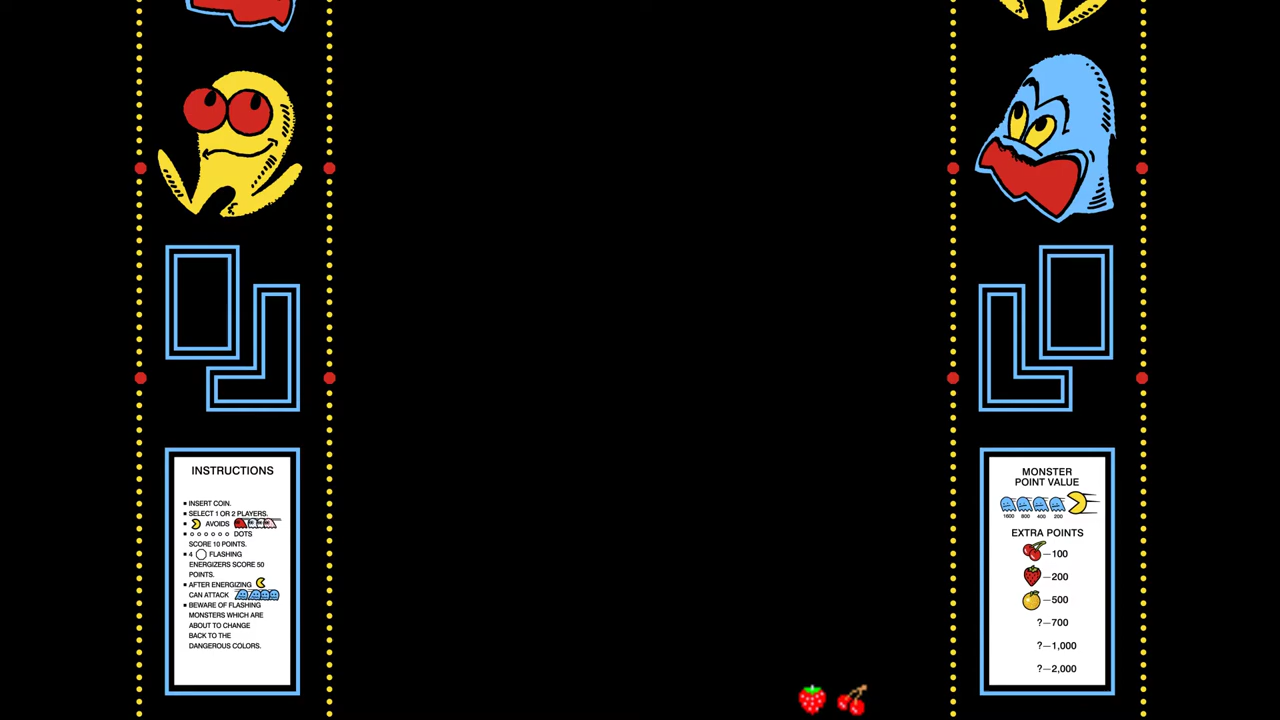 INSTRUCTIONS
INSERT COIN.
SELECT 1 OR 2 PLAYERS.
AVOIDS
DOTS
SCORE 10 POINTS.
4 FLASHING
ENERGIZERS SCORE 50
POINTS.
AFTER ENERGIZING
CAN ATTACK
BEWARE OF FLASHING
MONSTERS WHICH ARE
ABOUT TO CHANGE
BACK TO THE
DANGEROUS COLORS.
MONSTER
POINT VALUE
1600 800 400 200
EXTRA POINTS
—100
—200
—500
?—700
?—1,000
?—2,000